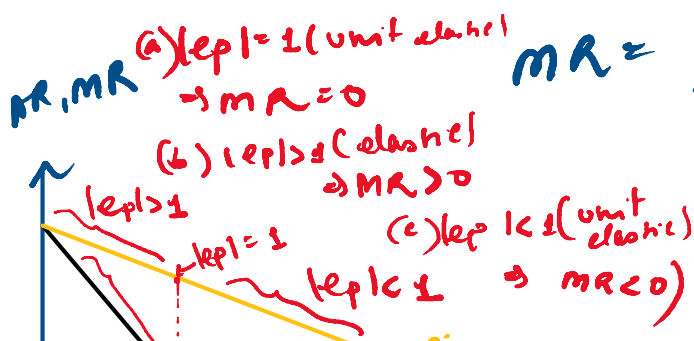 (a) |ep| = 1 (unit elastic)
⇒ MR = 0
MR =
AR, MR
(b) |ep| > 1 (elastic)
⇒ MR > 0
|ep| > 1
(c) |ep| < 1 (unit elastic)
⇒ MR < 0)
|ep| = 1
|ep| < 1